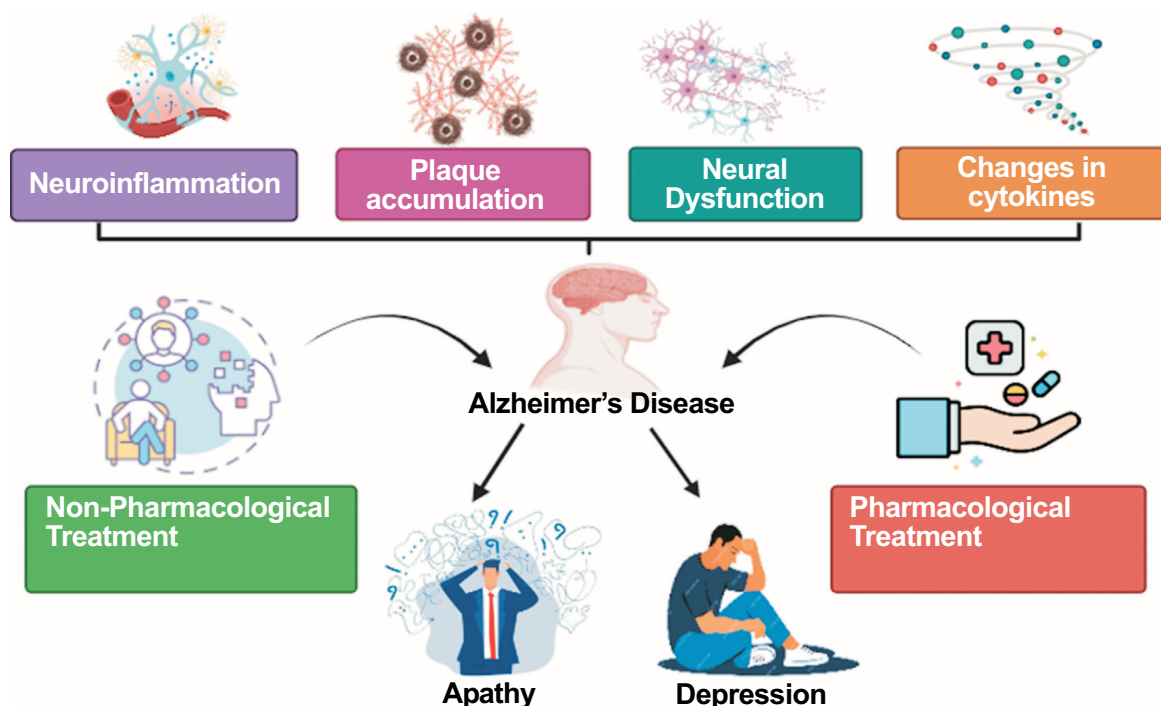 Neuroinflammation
Plaque
accumulation
Neural
Dysfunction
Changes in
cytokines
Alzheimer's Disease
Non-Pharmacological
Treatment
Pharmacological
Treatment
Apathy
Depression